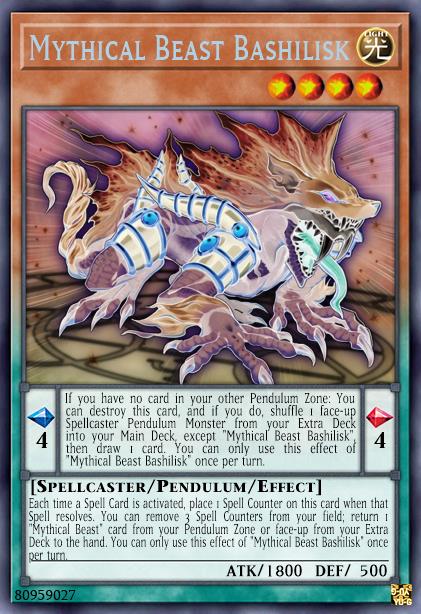 Mythical Beast Bashilisk
LIGHT
光
If you have no card in your other Pendulum Zone: You
can destroy this card, and if you do, shuffle 1 face-up
Spellcaster Pendulum Monster from your Extra Deck
into your Main Deck, except "Mythical Beast Bashilisk",
then draw 1 card. You can only use this effect of
"Mythical Beast Bashilisk" once per turn.
4
4
[Spellcaster/Pendulum/Effect]
Each time a Spell Card is activated, place 1 Spell Counter on this card when that
Spell resolves. You can remove 3 Spell Counters from your field; return 1
"Mythical Beast" card from your Pendulum Zone or face-up from your Extra
Deck to the hand. You can only use this effect of "Mythical Beast Bashilisk" once
per turn.
ATK/1800 DEF/ 500
80959027